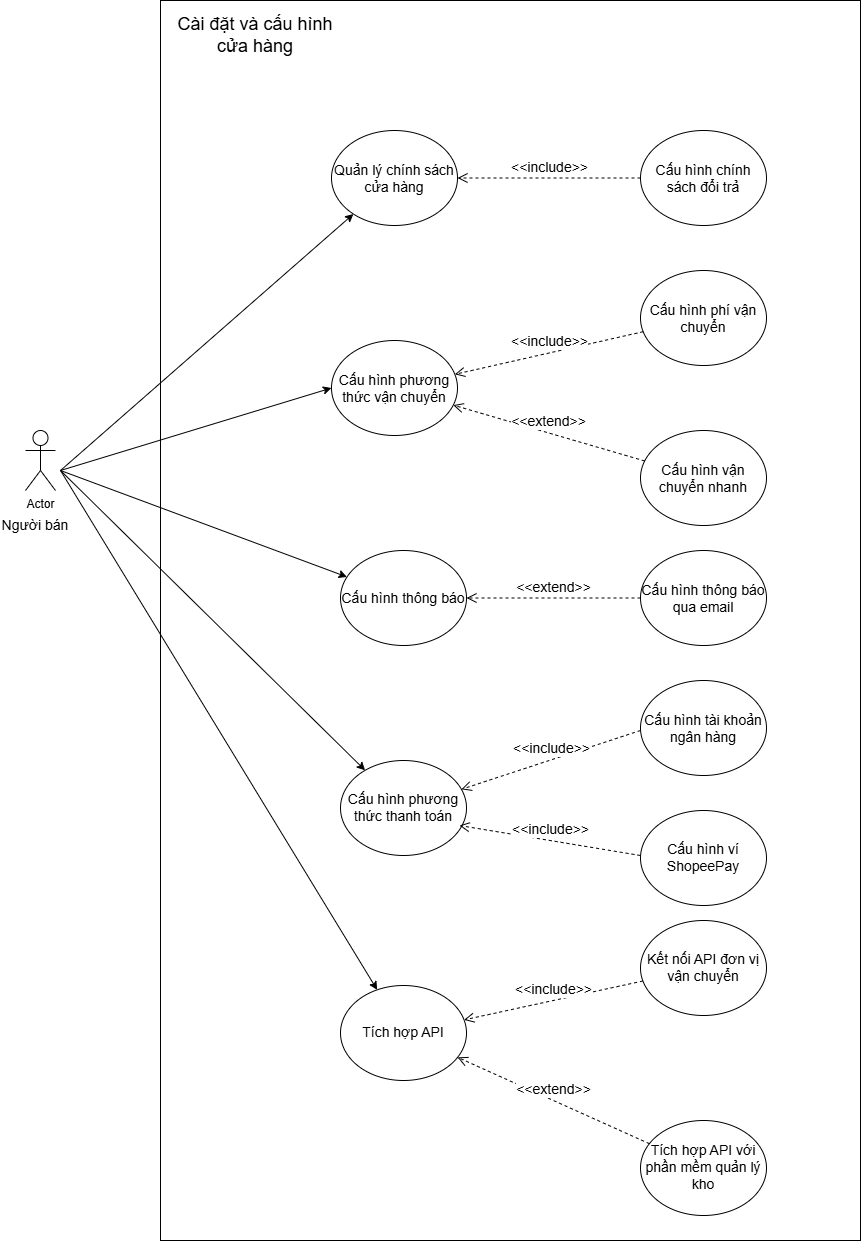 Cài đặt và cấu hình
cửa hàng
Quản lý chính sách
cửa hàng
<<include>>
Cấu hình chính
sách đổi trả
Cấu hình phí vận
chuyển
<<include>>
Cấu hình phương
thức vận chuyển
<<extend>>
Cấu hình vận
chuyển nhanh
Actor
Người bán
Cấu hình thông báo
<<extend>>
Cấu hình thông báo
qua email
Cấu hình tài khoản
ngân hàng
<<include>>
Cấu hình phương
thức thanh toán
<<include>>
Cấu hình ví
ShopeePay
Kết nối API đơn vị
vận chuyển
<<include>>
Tích hợp API
<<extend>>
Tích hợp API với
phần mềm quản lý
kho